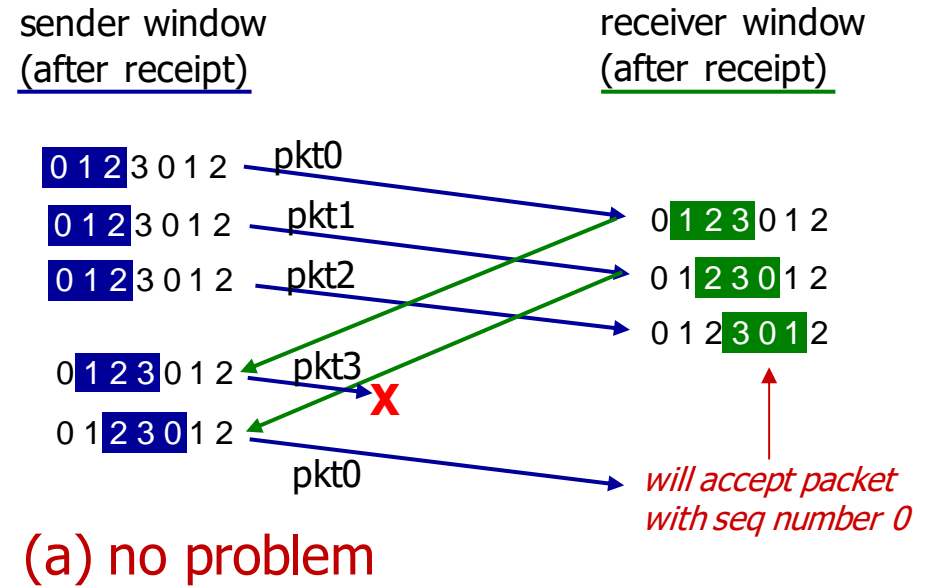 sender window
(after receipt)
receiver window
(after receipt)
0 1 2 3 0 1 2
pkt0
0 1 2 3 0 1 2
pkt1
0 1 2 3 0 1 2
0 1 2 3 0 1 2
pkt2
0 1 2 3 0 1 2
0 1 2 3 0 1 2
0 1 2 3 0 1 2
pkt3
X
0 1 2 3 0 1 2
pkt0
will accept packet
with seq number 0
(a) no problem